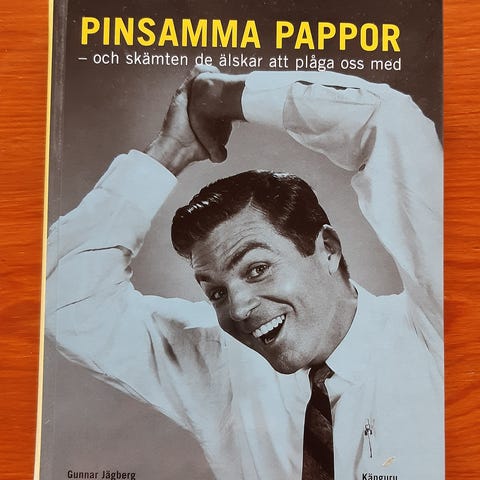 PINSAMMA PAPPOR
– och skämten de älskar att plåga oss med
Gunnar Jägberg
Känguru